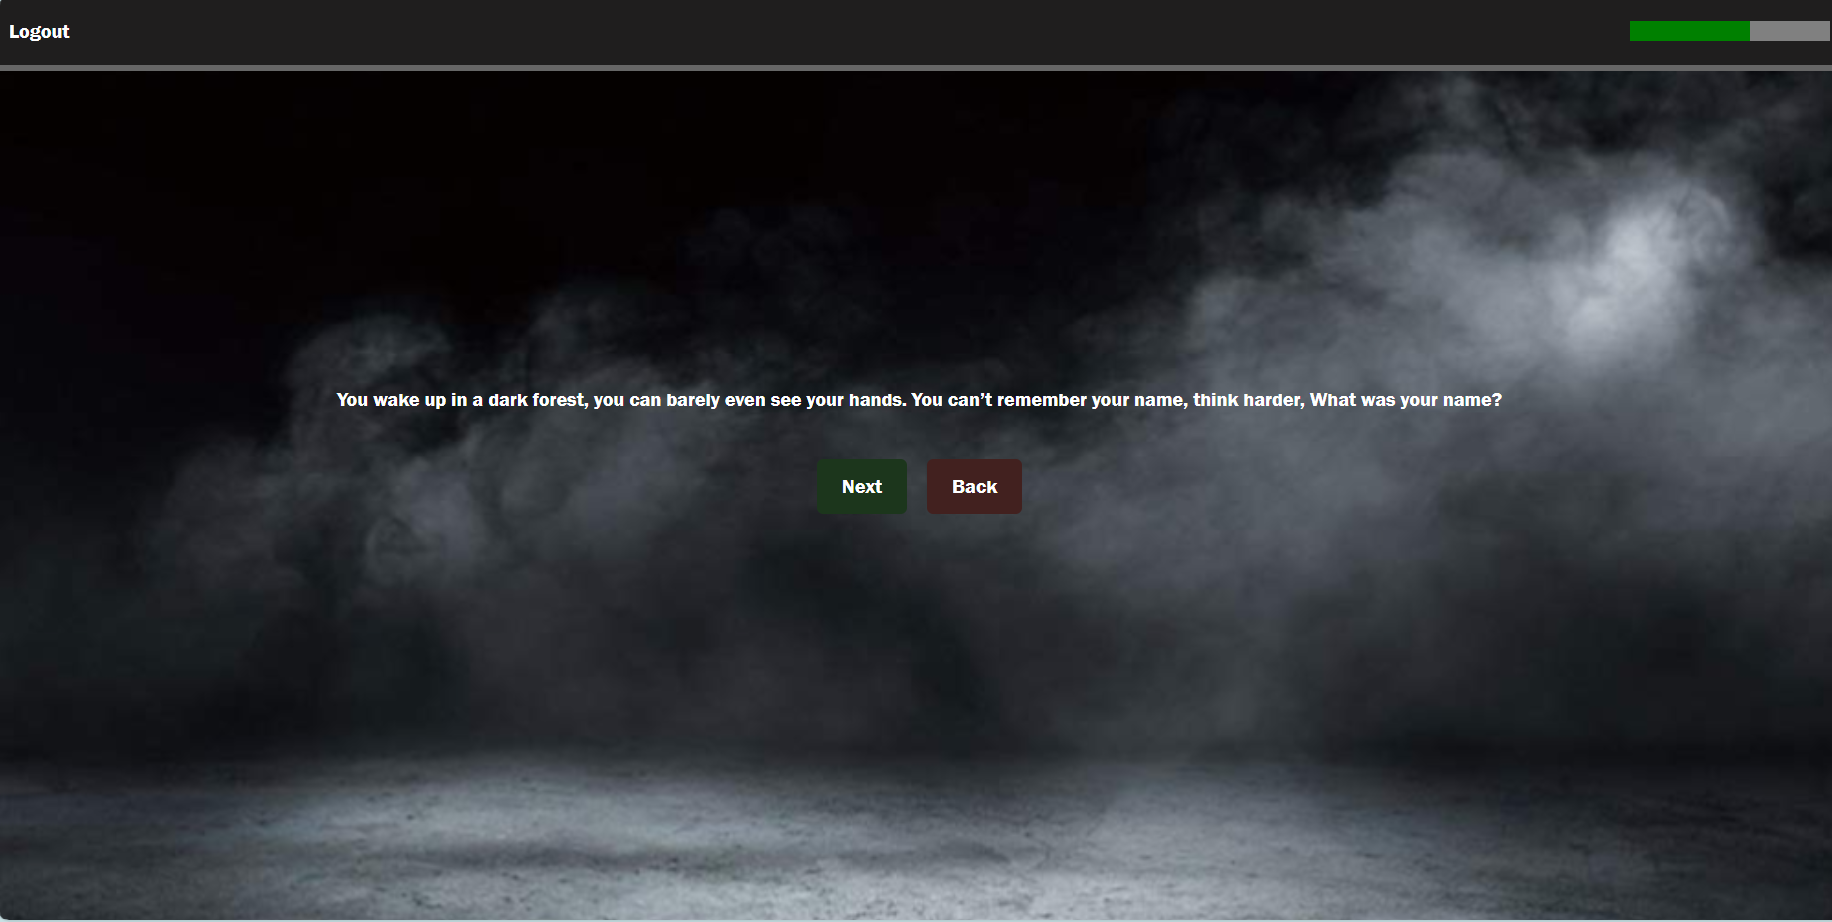 Logout
You wake up in a dark forest, you can barely even see your hands. You can’t remember your name, think harder, What was your name?
Next
Back